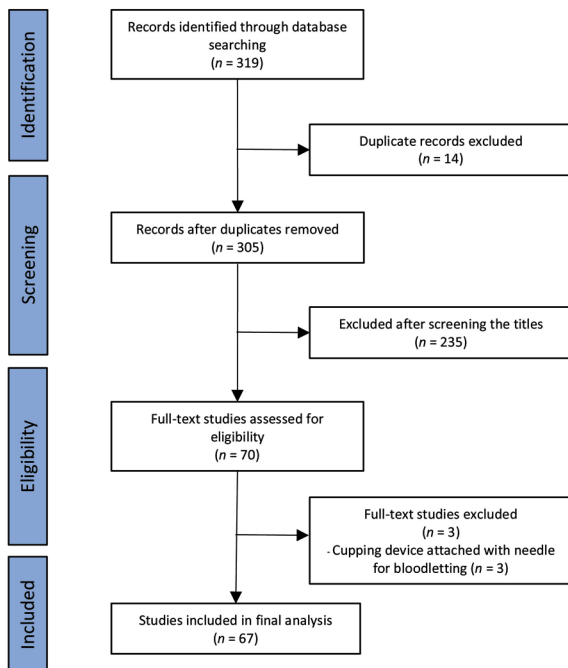 Identification
Records identified through database
searching
(n = 319)
Duplicate records excluded
(n = 14)
Screening
Records after duplicates removed
(n = 305)
Excluded after screening the titles
(n = 235)
Eligibility
Full-text studies assessed for
eligibility
(n = 70)
Full-text studies excluded
(n = 3)
- Cupping device attached with needle
for bloodletting (n = 3)
Included
Studies included in final analysis
(n = 67)